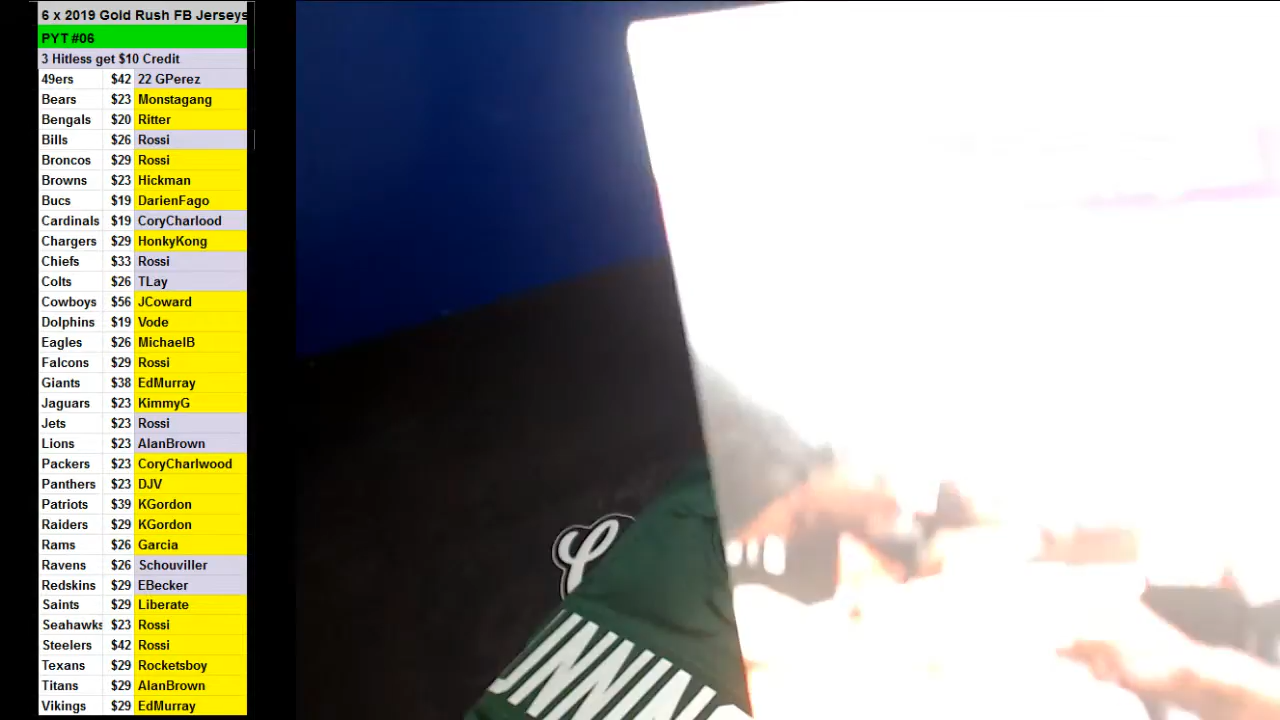 6 x 2019 Gold Rush FB Jerseys
PYT #06
3 Hitless get $10 Credit
49ers $42 22 GPerez
Bears $23 Monstagang
Bengals $20 Ritter
Bills $26 Rossi
Broncos $29 Rossi
Browns $23 Hickman
Bucs $19 DarienFago
Cardinals $19 CoryCharlood
Chargers $29 HonkyKong
Chiefs $33 Rossi
Colts $26 TLay
Cowboys $56 JCoward
Dolphins $19 Vode
Eagles $26 MichaelB
Falcons $29 Rossi
Giants $38 EdMurray
Jaguars $23 KimmyG
Jets $23 Rossi
Lions $23 AlanBrown
Packers $23 CoryCharlwood
Panthers $23 DJV
Patriots $39 KGordon
Raiders $29 KGordon
Rams $26 Garcia
Ravens $26 Schouviller
Redskins $29 EBecker
Saints $29 Liberate
Seahawks $23 Rossi
Steelers $42 Rossi
Texans $29 Rocketsboy
Titans $29 AlanBrown
Vikings $29 EdMurray